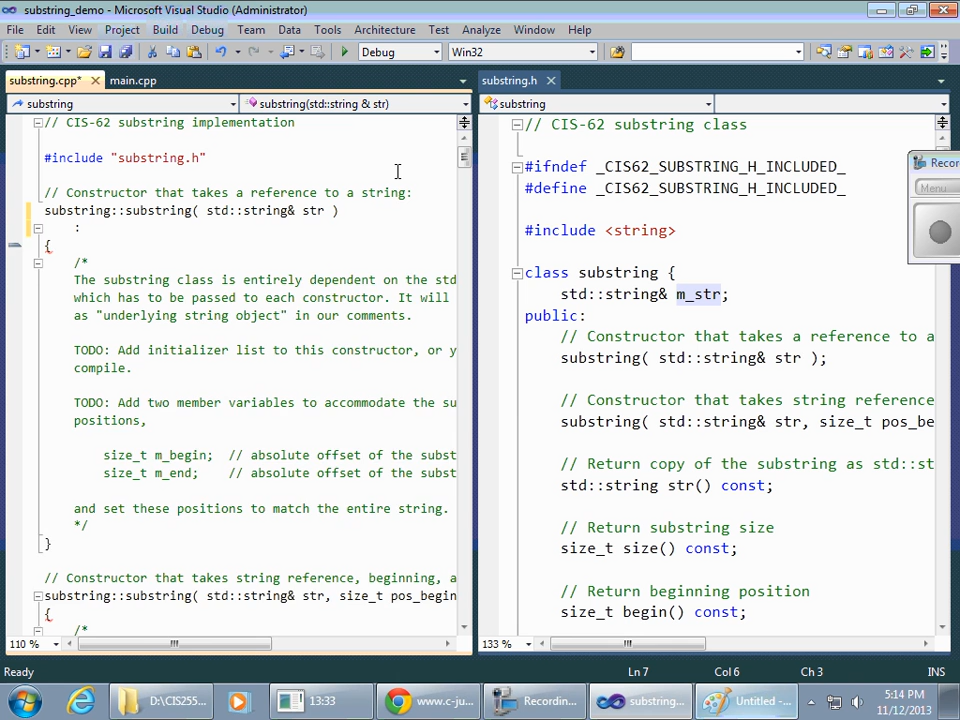 substring_demo - Microsoft Visual Studio (Administrator)
File Edit View Project Build Debug Team Data Tools Architecture Test Analyze Window Help
Debug Win32
substring.cpp* main.cpp
substring substring(std::string & str)
// CIS-62 substring implementation
#include "substring.h"
// Constructor that takes a reference to a string:
substring::substring( std::string& str )
:
{
/*
The substring class is entirely dependent on the std
which has to be passed to each constructor. It will
as "underlying string object" in our comments.
TODO: Add initializer list to this constructor, or y
compile.
TODO: Add two member variables to accommodate the su
positions,
size_t m_begin; // absolute offset of the subst
size_t m_end; // absolute offset of the subst
and set these positions to match the entire string.
*/
}
// Constructor that takes string reference, beginning, a
substring::substring( std::string& str, size_t pos_begin
{
/*
110 %
substring.h
substring
// CIS-62 substring class
#ifndef _CIS62_SUBSTRING_H_INCLUDED_
#define _CIS62_SUBSTRING_H_INCLUDED_
#include <string>
class substring {
std::string& m_str;
public:
// Constructor that takes a reference to a
substring( std::string& str );
// Constructor that takes string reference
substring( std::string& str, size_t pos_be
// Return copy of the substring as std::st
std::string str() const;
// Return substring size
size_t size() const;
// Return beginning position
size_t begin() const;
133 %
Recor
Menu
Ready Ln 7 Col 6 Ch 3 INS
D:\CIS255... 13:33 www.c-ju... Recordin... substring... Untitled -...
5:14 PM
11/12/2013